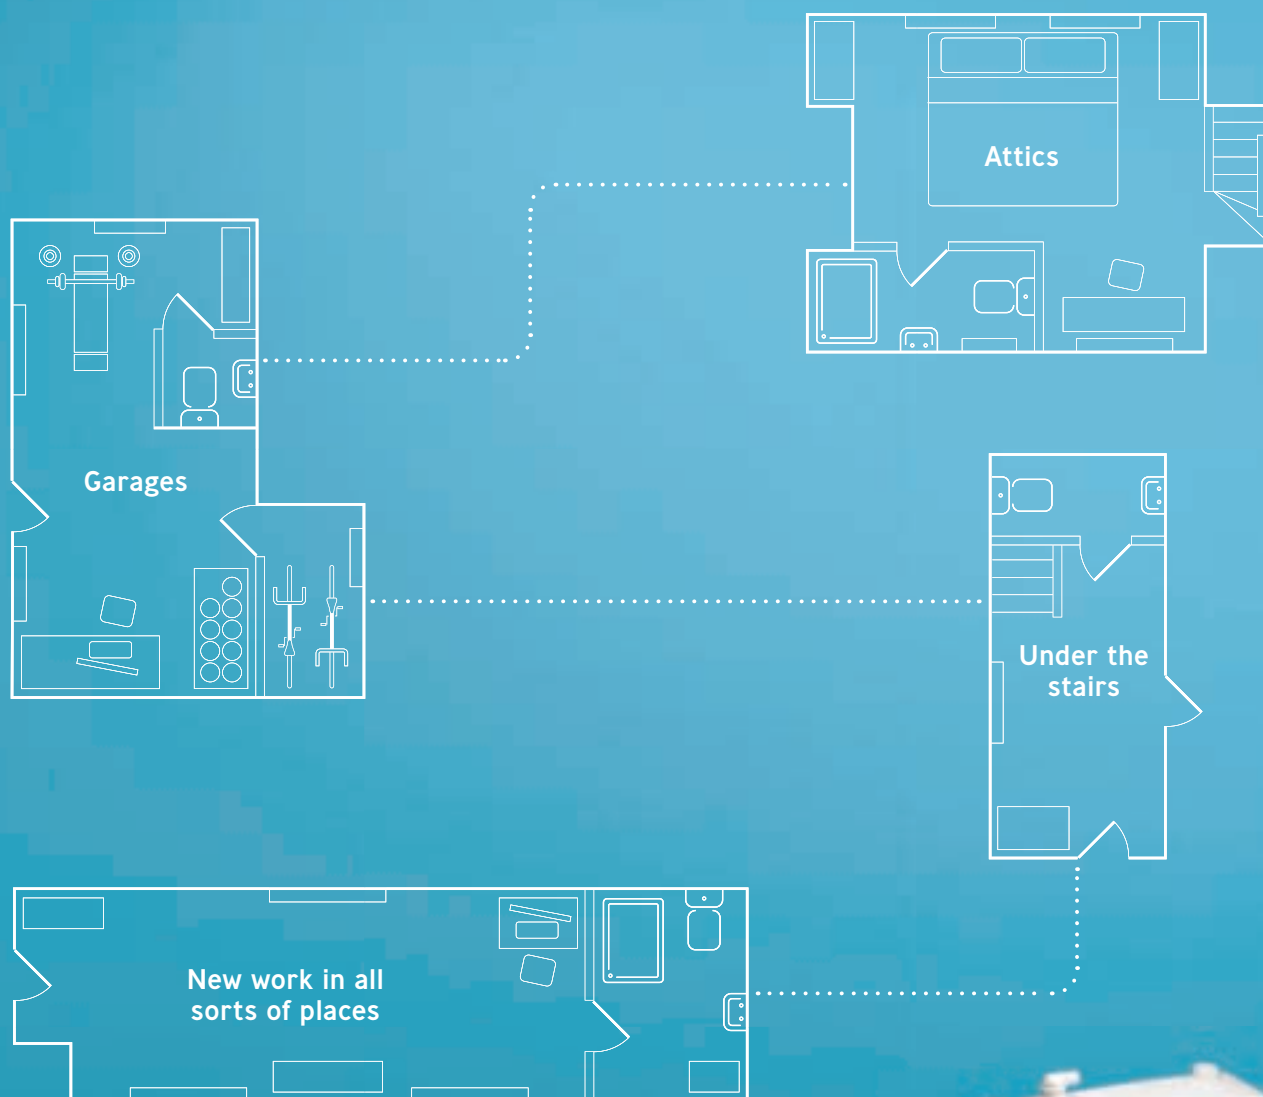 Attics
Garages
Under the
stairs
New work in all
sorts of places